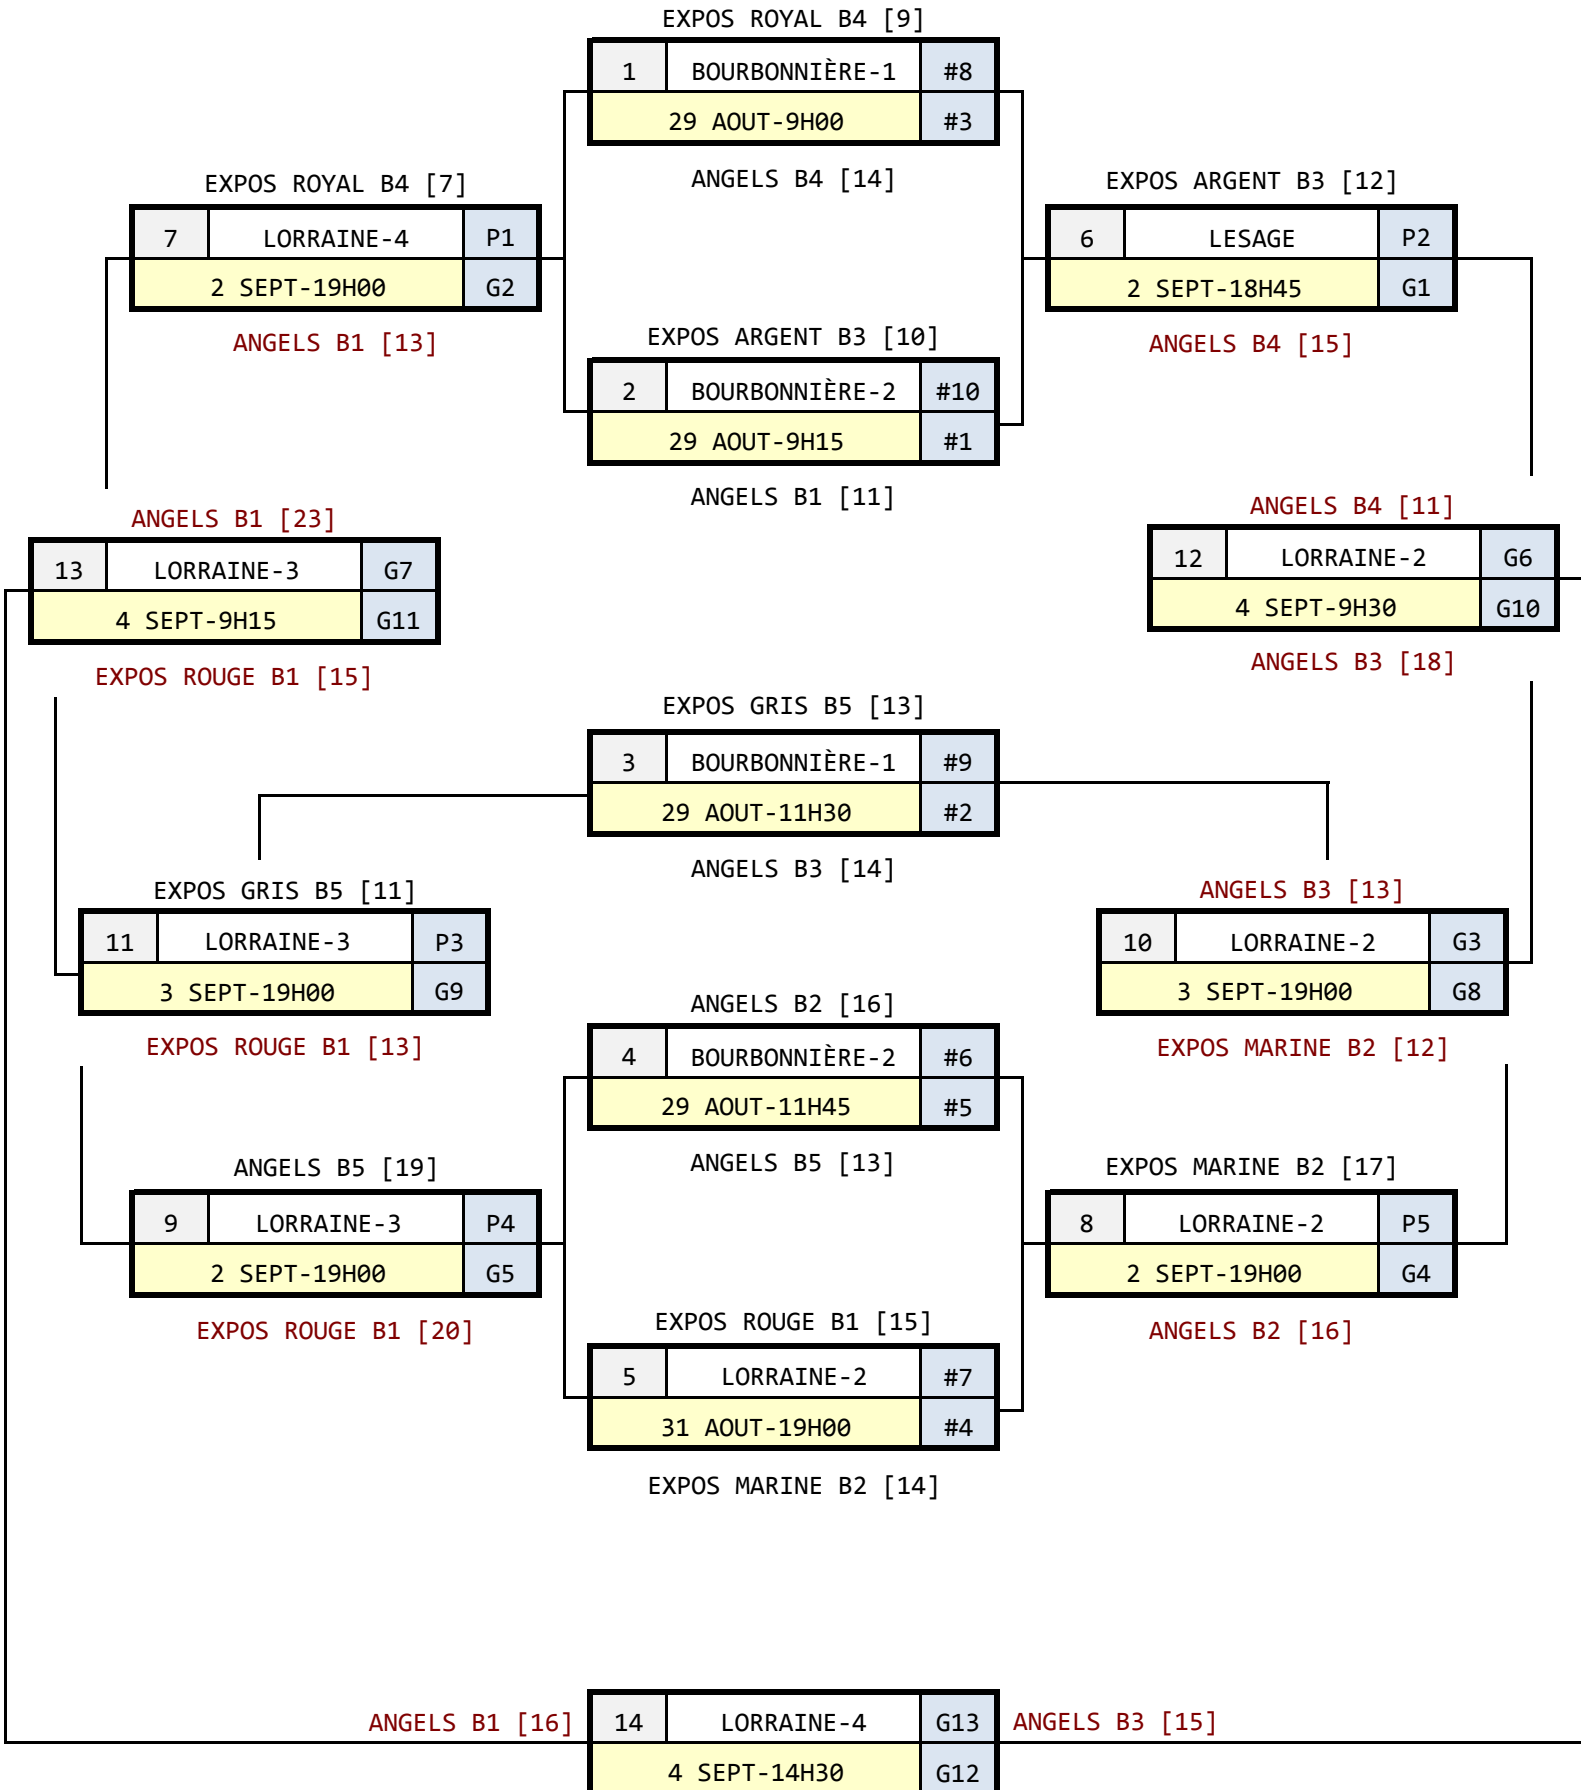 EXPOS ROYAL B4 [9]
1 BOURBONNIÈRE-1 #8
29 AOUT-9H00 #3
ANGELS B4 [14]
EXPOS ROYAL B4 [7]
7 LORRAINE-4 P1
2 SEPT-19H00 G2
ANGELS B1 [13]
EXPOS ARGENT B3 [12]
6 LESAGE P2
2 SEPT-18H45 G1
ANGELS B4 [15]
EXPOS ARGENT B3 [10]
2 BOURBONNIÈRE-2 #10
29 AOUT-9H15 #1
ANGELS B1 [11]
ANGELS B1 [23]
13 LORRAINE-3 G7
4 SEPT-9H15 G11
EXPOS ROUGE B1 [15]
ANGELS B4 [11]
12 LORRAINE-2 G6
4 SEPT-9H30 G10
ANGELS B3 [18]
EXPOS GRIS B5 [13]
3 BOURBONNIÈRE-1 #9
29 AOUT-11H30 #2
ANGELS B3 [14]
EXPOS GRIS B5 [11]
11 LORRAINE-3 P3
3 SEPT-19H00 G9
EXPOS ROUGE B1 [13]
ANGELS B3 [13]
10 LORRAINE-2 G3
3 SEPT-19H00 G8
EXPOS MARINE B2 [12]
ANGELS B2 [16]
4 BOURBONNIÈRE-2 #6
29 AOUT-11H45 #5
ANGELS B5 [13]
ANGELS B5 [19]
9 LORRAINE-3 P4
2 SEPT-19H00 G5
EXPOS ROUGE B1 [20]
EXPOS MARINE B2 [17]
8 LORRAINE-2 P5
2 SEPT-19H00 G4
ANGELS B2 [16]
EXPOS ROUGE B1 [15]
5 LORRAINE-2 #7
31 AOUT-19H00 #4
EXPOS MARINE B2 [14]
ANGELS B1 [16]
14 LORRAINE-4 G13
4 SEPT-14H30 G12
ANGELS B3 [15]